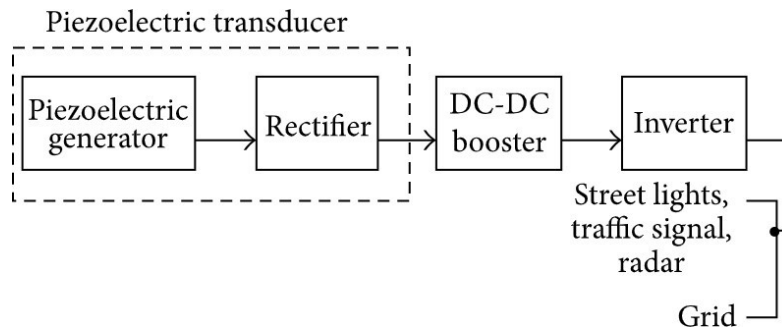 Piezoelectric transducer
Piezoelectric
generator
Rectifier
DC-DC
booster
Inverter
Street lights,
traffic signal,
radar
Grid